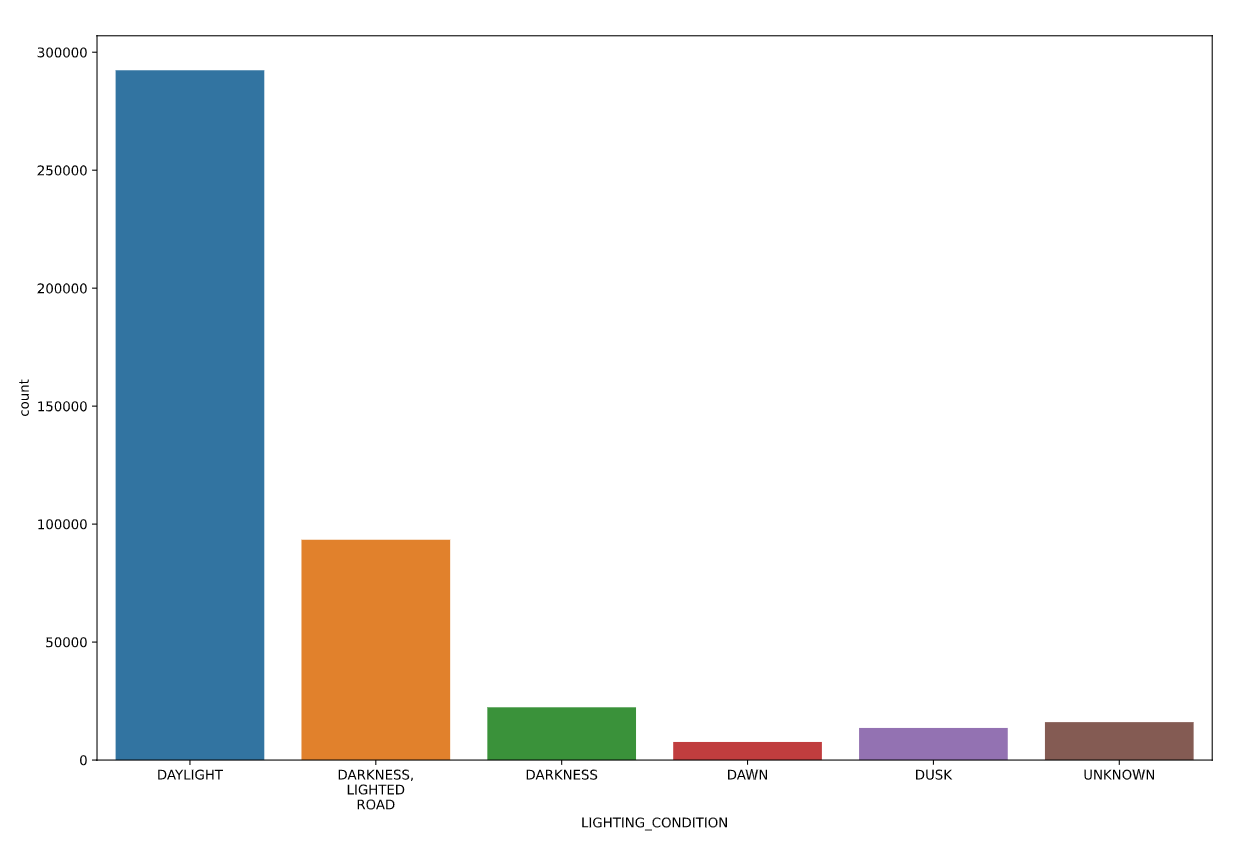 300000
250000
200000
150000
100000
50000
0
count
DAYLIGHT
DARKNESS,
LIGHTED
ROAD
DARKNESS
DAWN
DUSK
UNKNOWN
LIGHTING_CONDITION